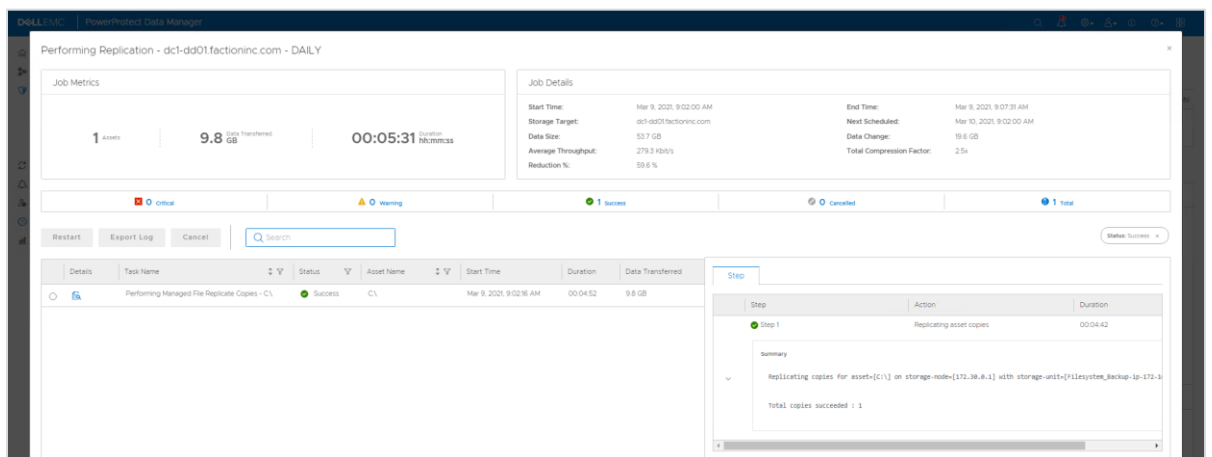 DELLEMC PowerProtect Data Manager
Performing Replication - dc1-dd01.factioninc.com - DAILY
Job Metrics
1 Assets
9.8 GB Data Transferred
00:05:31 Duration hh:mm:ss
Job Details
Start Time: Mar 9, 2021, 9:02:00 AM End Time: Mar 9, 2021, 9:07:31 AM
Storage Target: dc1-dd01.factioninc.com Next Scheduled: Mar 10, 2021, 9:02:00 AM
Data Size: 53.7 GB Data Change: 19.6 GB
Average Throughput: 279.3 Kbit/s Total Compression Factor: 2.5x
Reduction %: 59.6 %
0 Critical 0 Warning 1 Success 0 Cancelled 1 Total
Restart Export Log Cancel Search Status: Success ×
Details Task Name Status Asset Name Start Time Duration Data Transferred
Performing Managed File Replicate Copies - C:\ Success C:\ Mar 9, 2021, 9:02:16 AM 00:04:52 9.8 GB
Step
Step Action Duration
Step 1 Replicating asset copies 00:04:42
Summary
Replicating copies for asset=[C:\] on storage-node=[172.30.0.1] with storage-unit=[Filesystem_Backup-ip-172-1
Total copies succeeded : 1